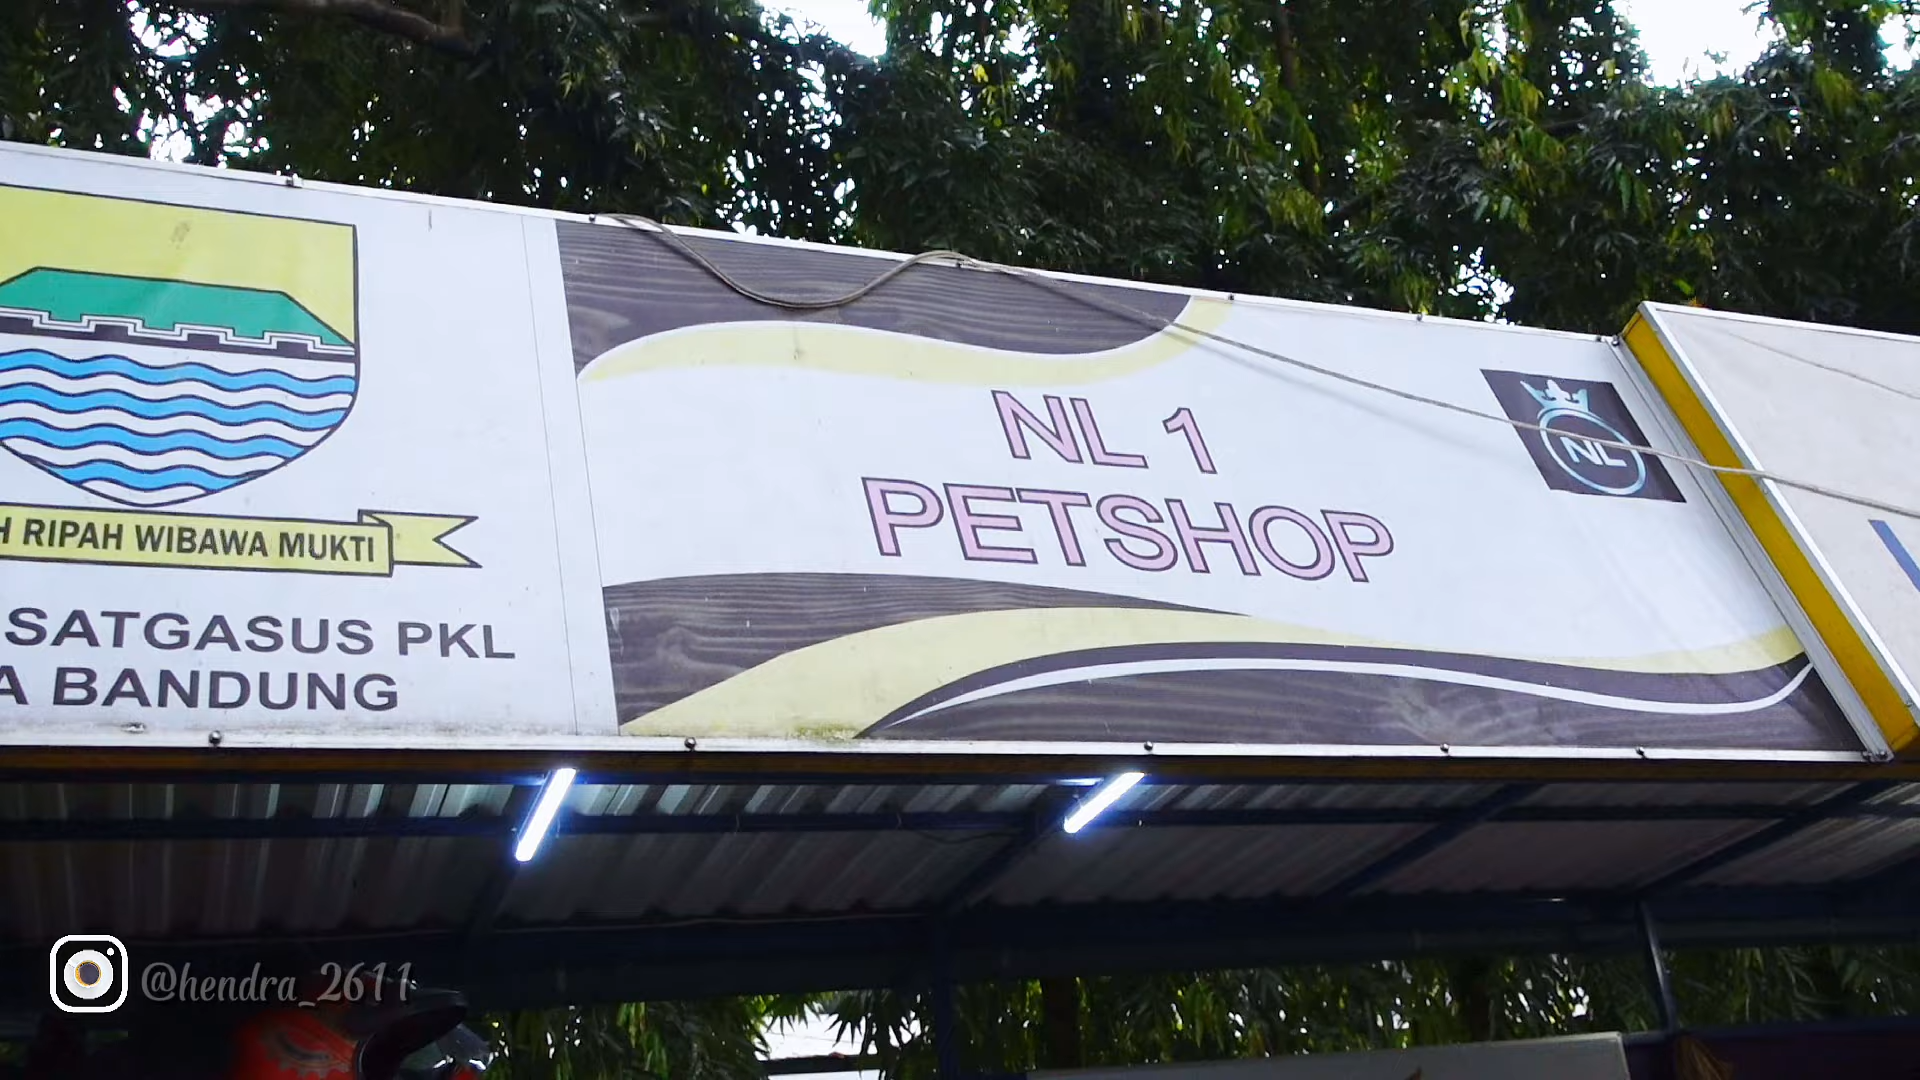 RIPAH WIBAWA MUKTI
SATGASUS PKL
BANDUNG
NL 1
PETSHOP
NL
@hendra_2611